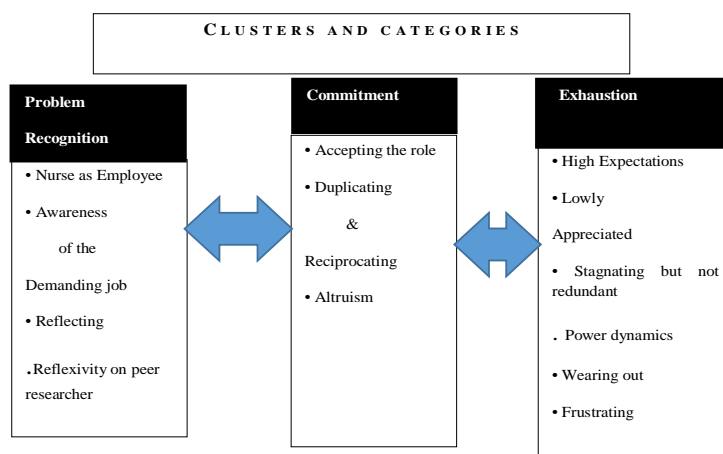 CLUSTERS AND CATEGORIES
Problem
Recognition
• Nurse as Employee
• Awareness
of the
Demanding job
• Reflecting
.Reflexivity on peer
researcher
Commitment
• Accepting the role
• Duplicating
&
Reciprocating
• Altruism
Exhaustion
• High Expectations
• Lowly
Appreciated
• Stagnating but not
redundant
. Power dynamics
• Wearing out
• Frustrating